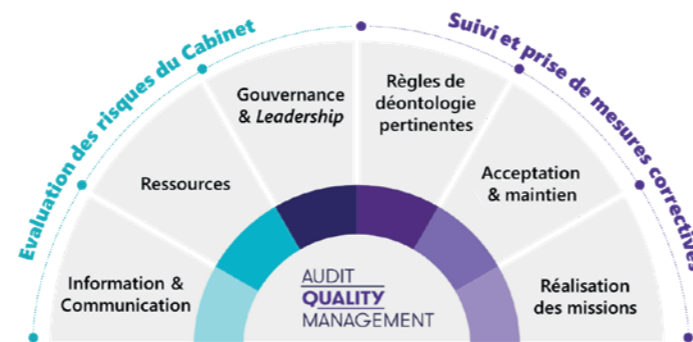 Evaluation des risques du Cabinet
Suivi et prise de mesures correctives
Gouvernance
& Leadership
Règles de
déontologie
pertinentes
Ressources
Acceptation
& maintien
Information &
Communication
Réalisation
des missions
AUDIT
QUALITY
MANAGEMENT